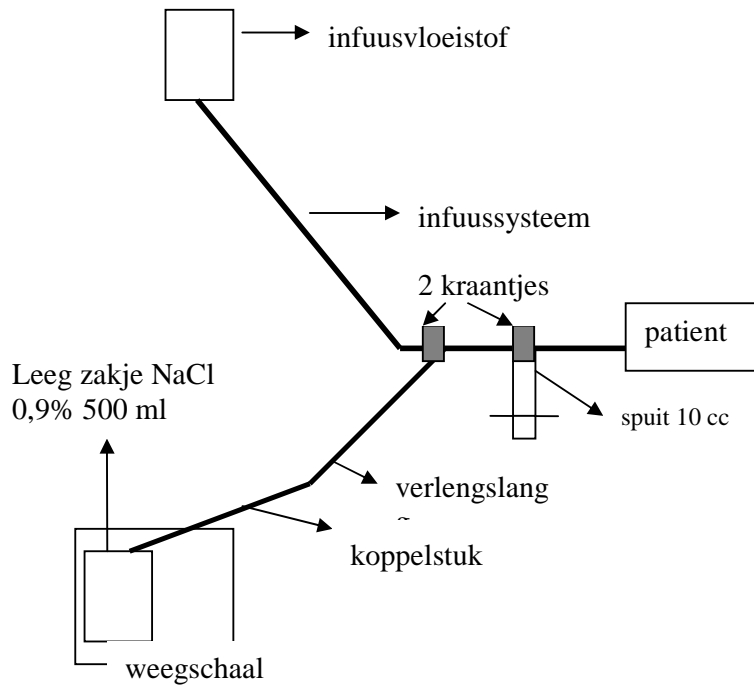 infuusvloeistof
infuussysteem
2 kraantjes
patient
Leeg zakje NaCl
0,9% 500 ml
spuit 10 cc
verlengslang
koppelstuk
weegschaal